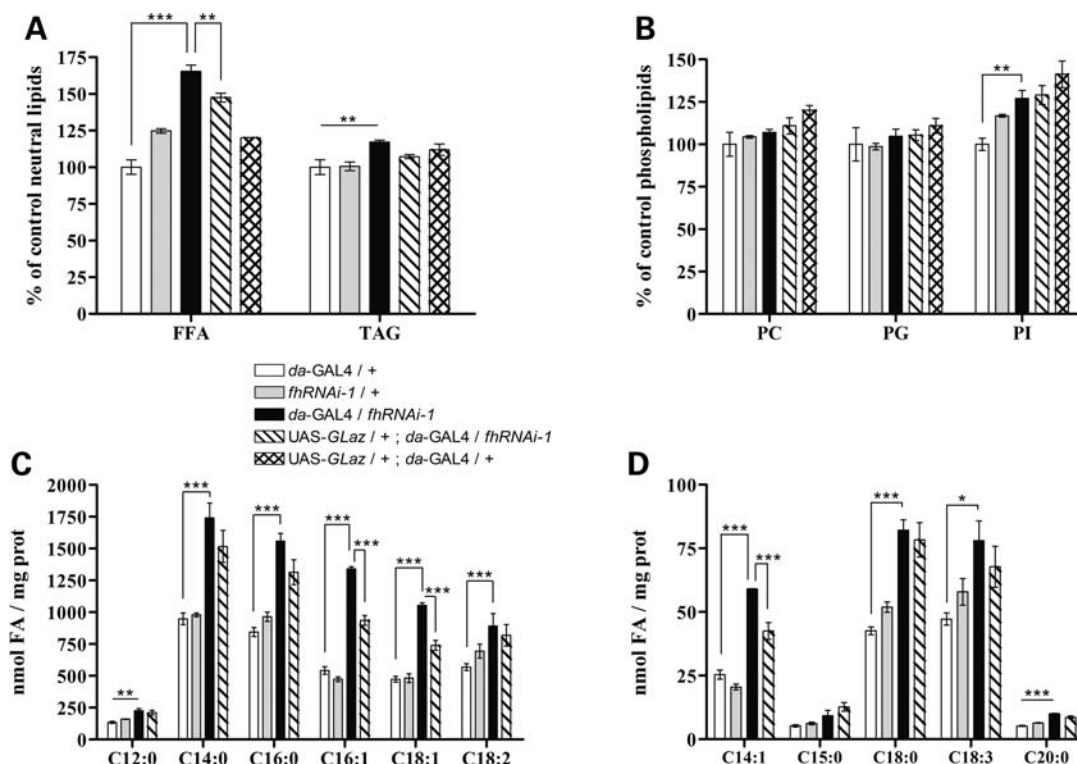 A
*** **
% of control neutral lipids
175
150
125
100
75
50
25
0
**
FFA TAG
B
% of control phospholipids
150
125
100
75
50
0
**
PC PG PI
da-GAL4 / +
fhRNAi-1 / +
da-GAL4 / fhRNAi-1
UAS-GLaz / + ; da-GAL4 / fhRNAi-1
UAS-GLaz / + ; da-GAL4 / +
C
nmol FA / mg prot
2000
1750
1500
1250
1000
750
500
250
0
** *** *** *** *** *** *** ***
C12:0 C14:0 C16:0 C16:1 C18:1 C18:2
D
nmol FA / mg prot
100
75
50
25
0
*** *** *** * ***
C14:1 C15:0 C18:0 C18:3 C20:0